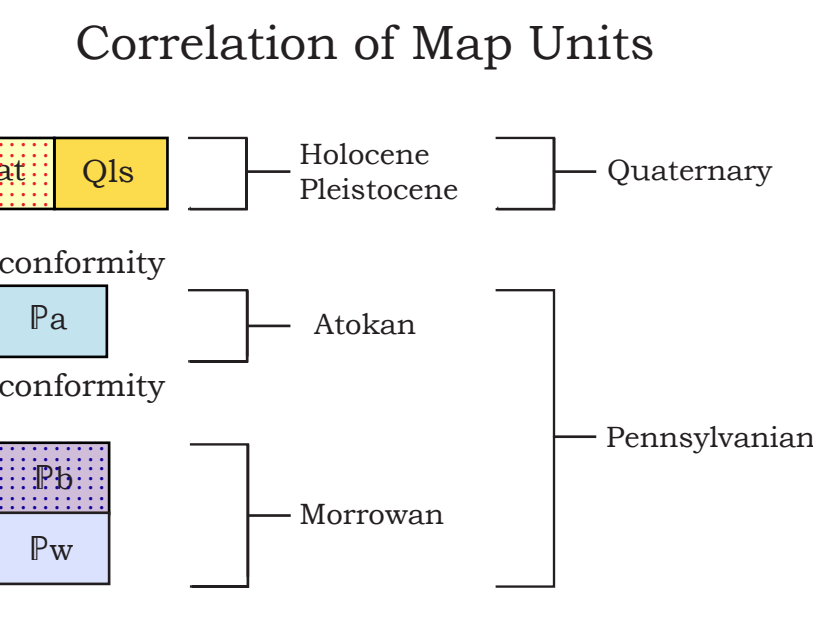 Correlation of Map Units
at Qls Holocene Pleistocene Quaternary
conformity
ℙa Atokan
conformity
Pennsylvanian
ℙb
Morrowan
ℙw